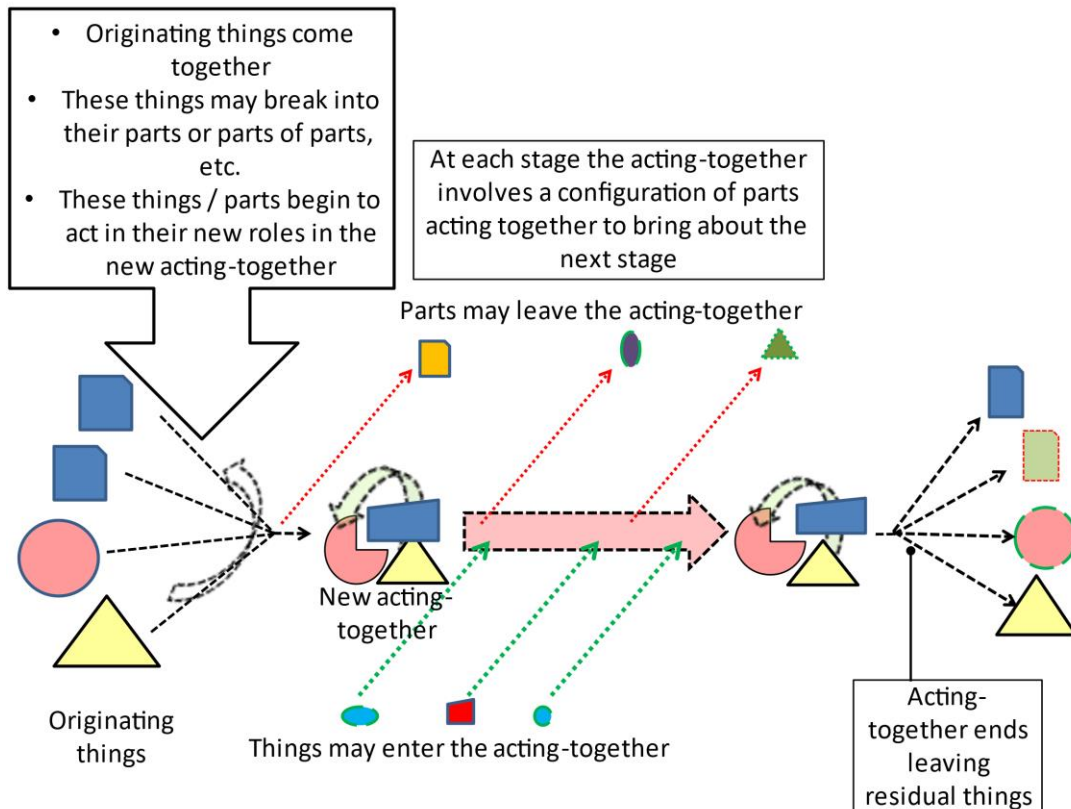 • Originating things come
together
• These things may break into
their parts or parts of parts,
etc.
• These things / parts begin to
act in their new roles in the
new acting-together
At each stage the acting-together
involves a configuration of parts
acting together to bring about the
next stage
Parts may leave the acting-together
New acting-
together
Originating
things
Things may enter the acting-together
Acting-
together ends
leaving
residual things